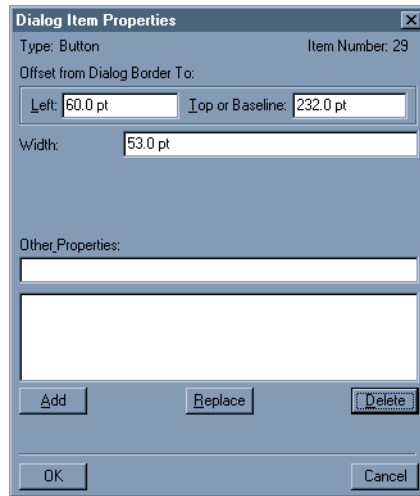 Dialog Item Properties
Type: Button Item Number: 29
Offset from Dialog Border To:
Left: 60.0 pt Top or Baseline: 232.0 pt
Width: 53.0 pt
Other Properties:
Add Replace Delete
OK Cancel